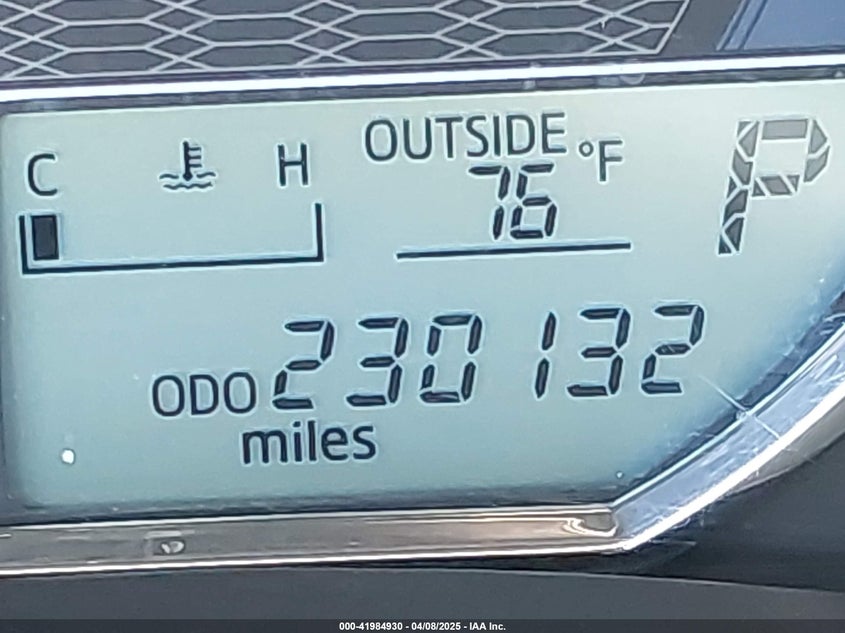 C H OUTSIDE °F
76
P
ODO 230132
miles
000-41984930 - 04/08/2025 - IAA Inc.